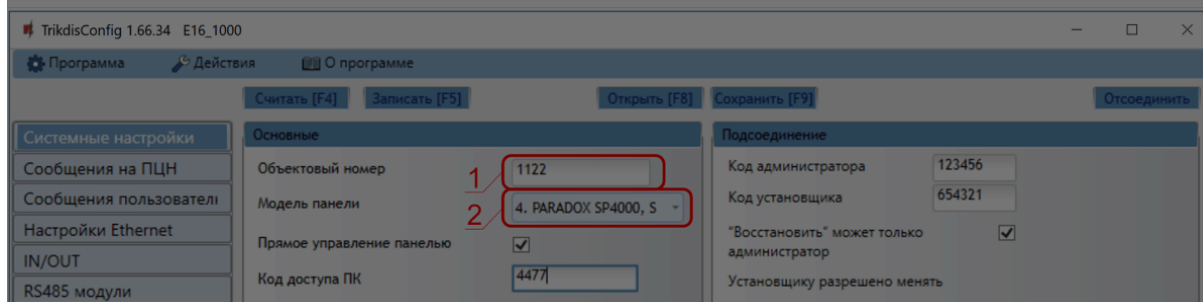 TrikdisConfig 1.66.34 E16_1000
Программа Действия О программе
Считать [F4] Записать [F5] Открыть [F8] Сохранить [F9] Отсоединить
Системные настройки
Сообщения на ПЦН
Сообщения пользовател
Настройки Ethernet
IN/OUT
RS485 модули
Основные
Объектовый номер 1 1122
Модель панели 2 4. PARADOX SP4000, S
Прямое управление панелью
Код доступа ПК 4477
Подсоединение
Код администратора 123456
Код установщика 654321
"Восстановить" может только
администратор
Установщику разрешено менять